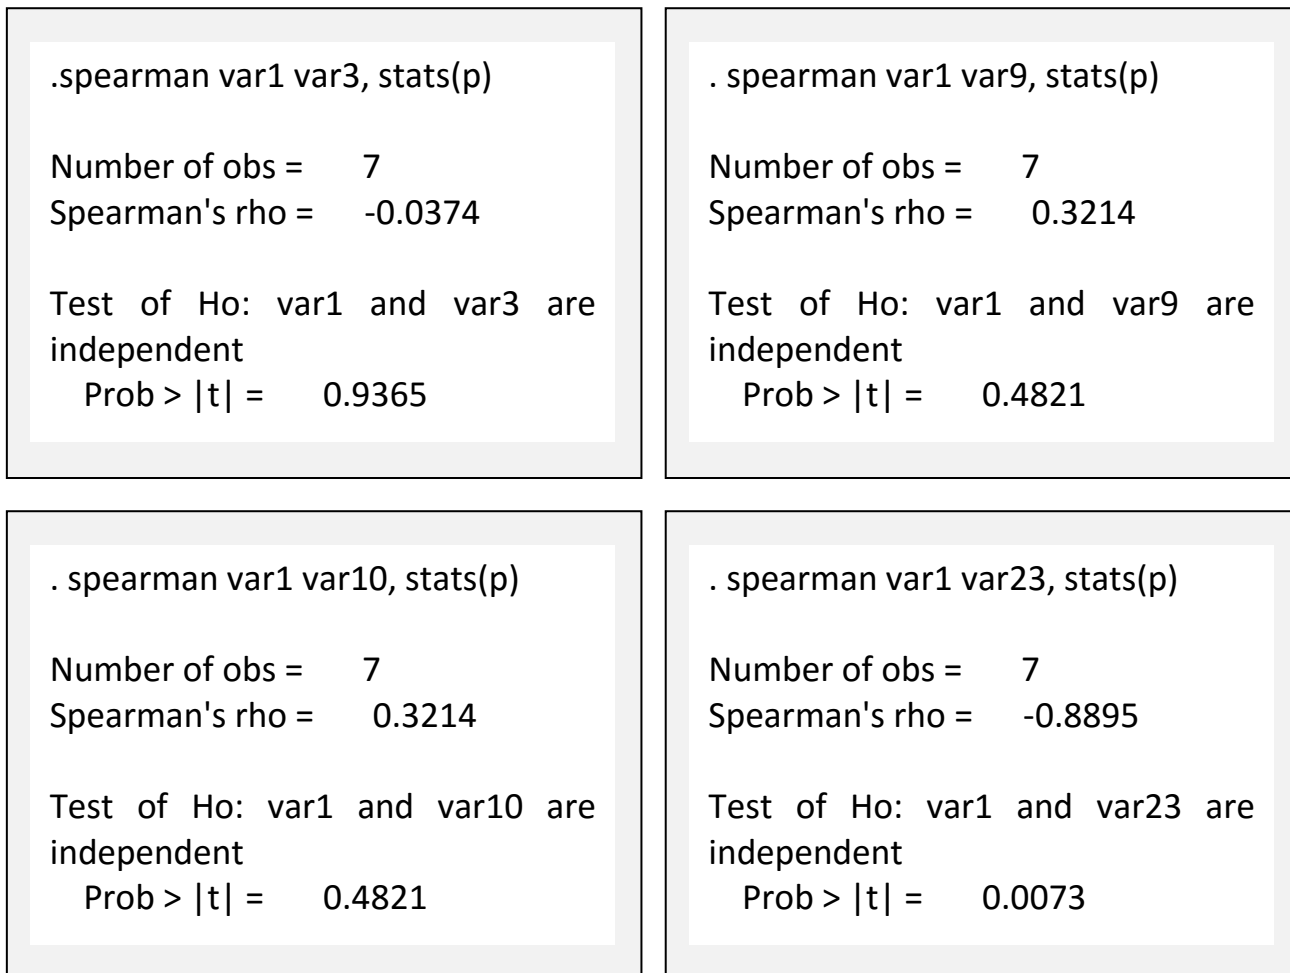 .spearman var1 var3, stats(p)
Number of obs = 7
Spearman's rho = -0.0374
Test of Ho: var1 and var3 are
independent
Prob > |t| = 0.9365
. spearman var1 var9, stats(p)
Number of obs = 7
Spearman's rho = 0.3214
Test of Ho: var1 and var9 are
independent
Prob > |t| = 0.4821
. spearman var1 var10, stats(p)
Number of obs = 7
Spearman's rho = 0.3214
Test of Ho: var1 and var10 are
independent
Prob > |t| = 0.4821
. spearman var1 var23, stats(p)
Number of obs = 7
Spearman's rho = -0.8895
Test of Ho: var1 and var23 are
independent
Prob > |t| = 0.0073